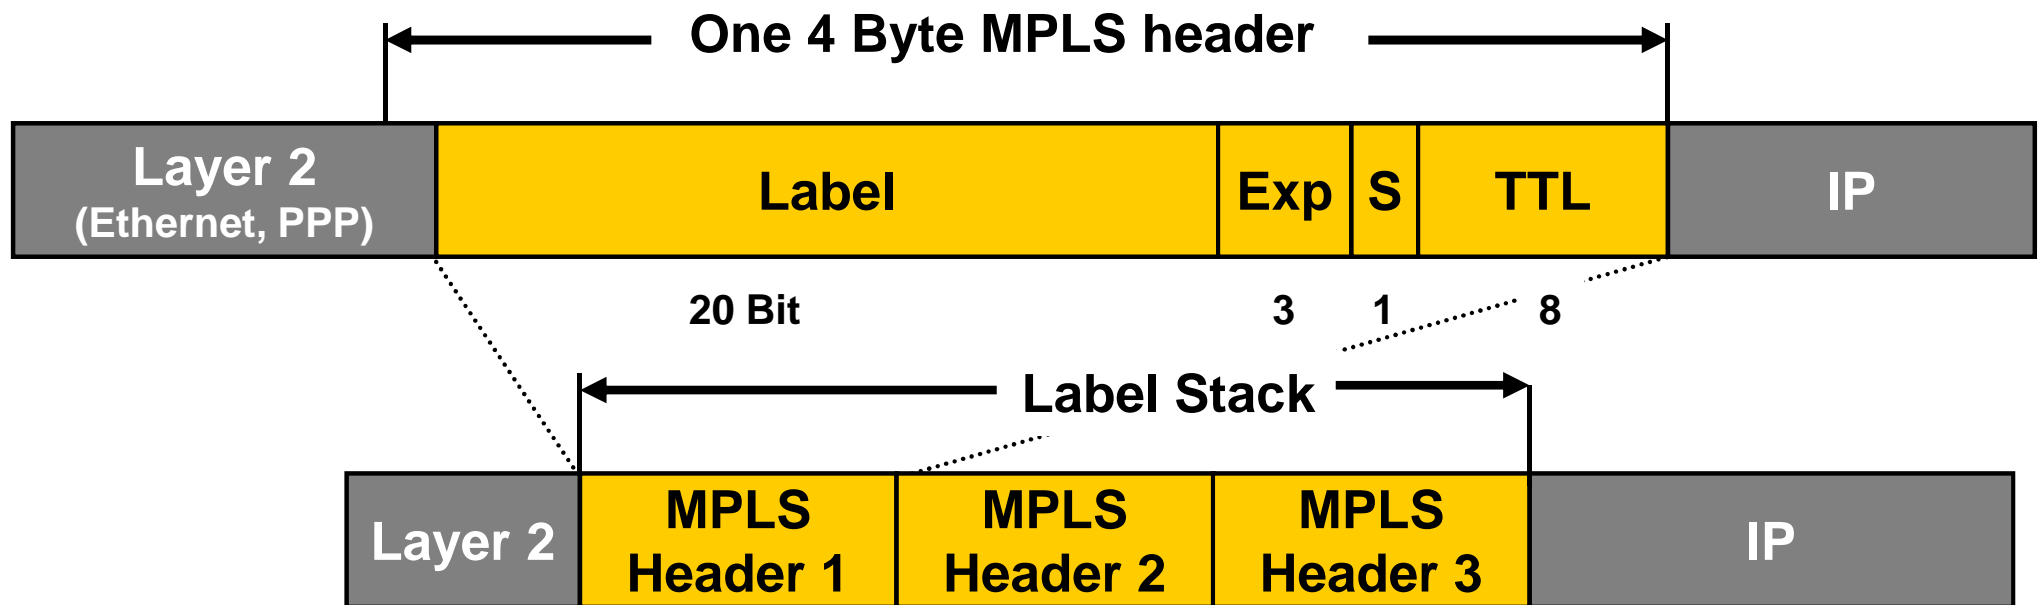 One 4 Byte MPLS header
Layer 2
(Ethernet, PPP)
Label
Exp
S
TTL
IP
20 Bit
3
1
8
Label Stack
Layer 2
MPLS
Header 1
MPLS
Header 2
MPLS
Header 3
IP